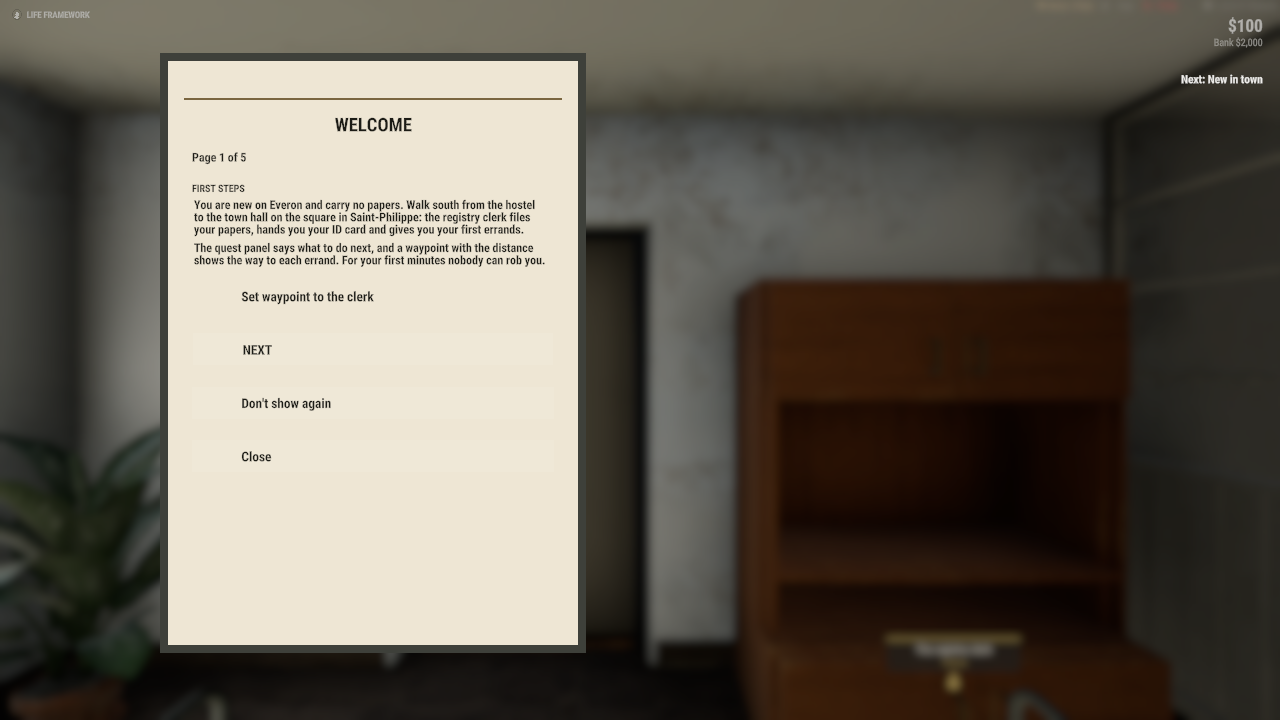 LIFE FRAMEWORK
$100
Bank $2,000
Next: New in town
WELCOME
Page 1 of 5
FIRST STEPS
You are new on Everon and carry no papers. Walk south from the hostel
to the town hall on the square in Saint-Philippe: the registry clerk files
your papers, hands you your ID card and gives you your first errands.
The quest panel says what to do next, and a waypoint with the distance
shows the way to each errand. For your first minutes nobody can rob you.
Set waypoint to the clerk
NEXT
Don't show again
Close